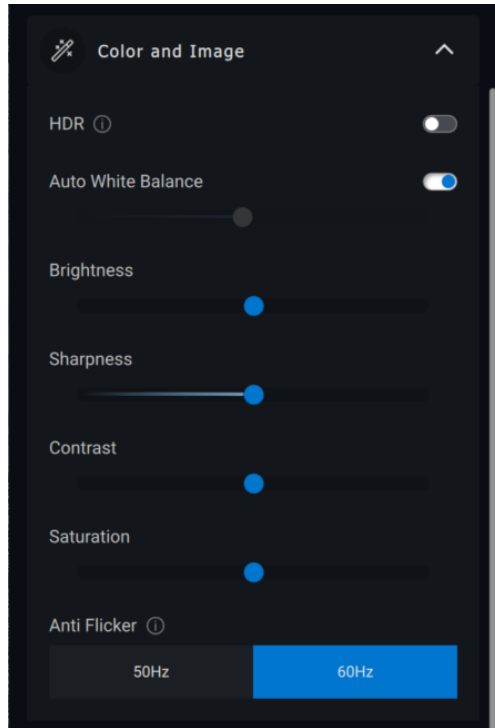 Color and Image
HDR
Auto White Balance
Brightness
Sharpness
Contrast
Saturation
Anti Flicker
50Hz 60Hz